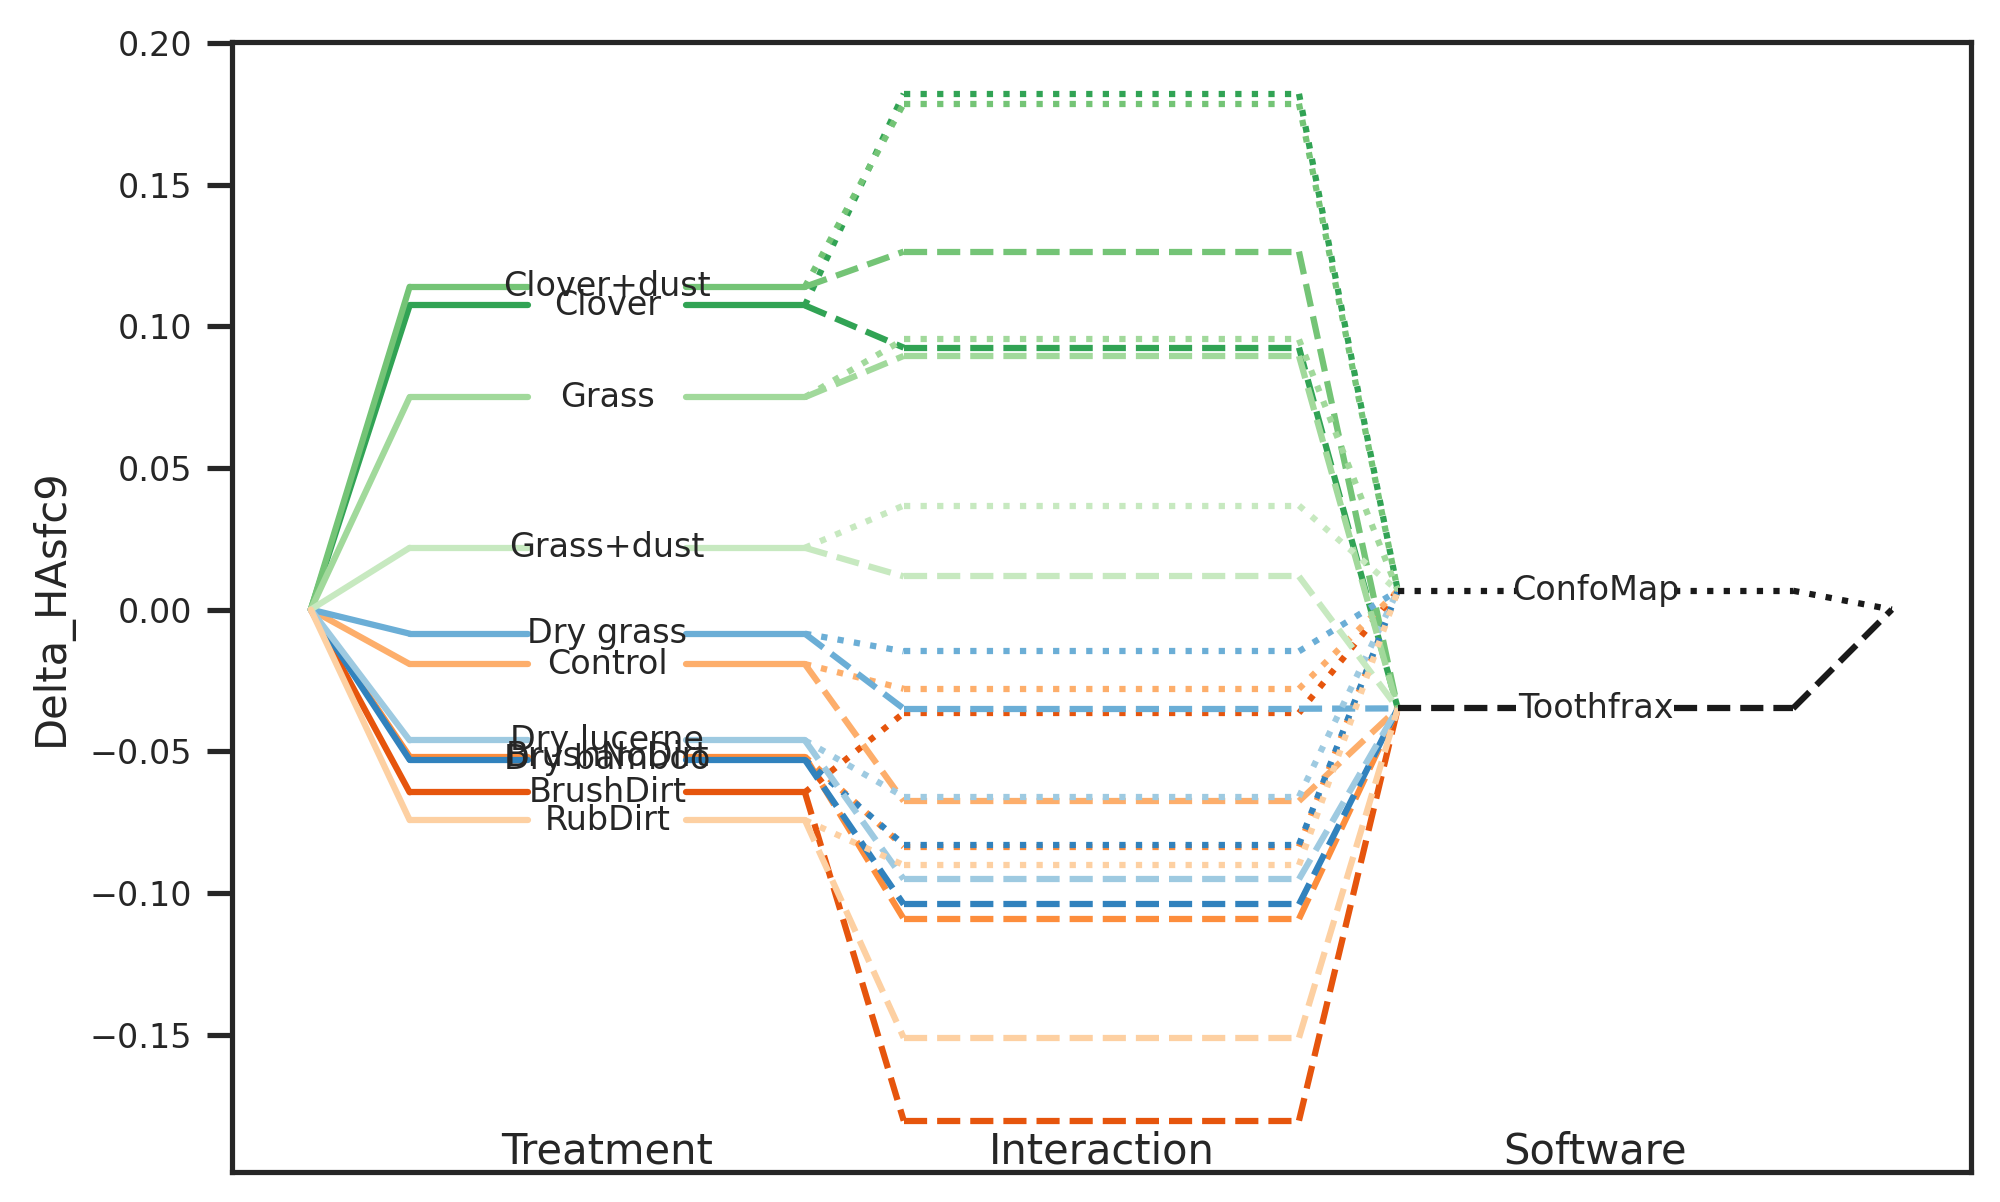 0.20
0.15
0.10
0.05
0.00
−0.05
−0.10
−0.15
Delta_HAsfc9
Clover+dust
Clover
Grass
Grass+dust
Dry grass
Control
Dry lucerne
BrushNoDirt
Dry bamboo
BrushDirt
RubDirt
ConfoMap
Toothfrax
Treatment
Interaction
Software